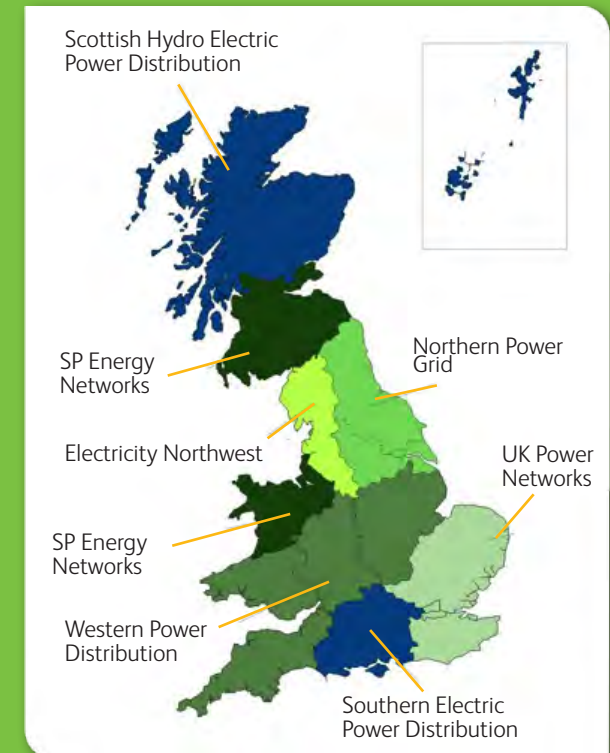 Scottish Hydro Electric
Power Distribution
SP Energy
Networks
Northern Power
Grid
Electricity Northwest
UK Power
Networks
SP Energy
Networks
Western Power
Distribution
Southern Electric
Power Distribution